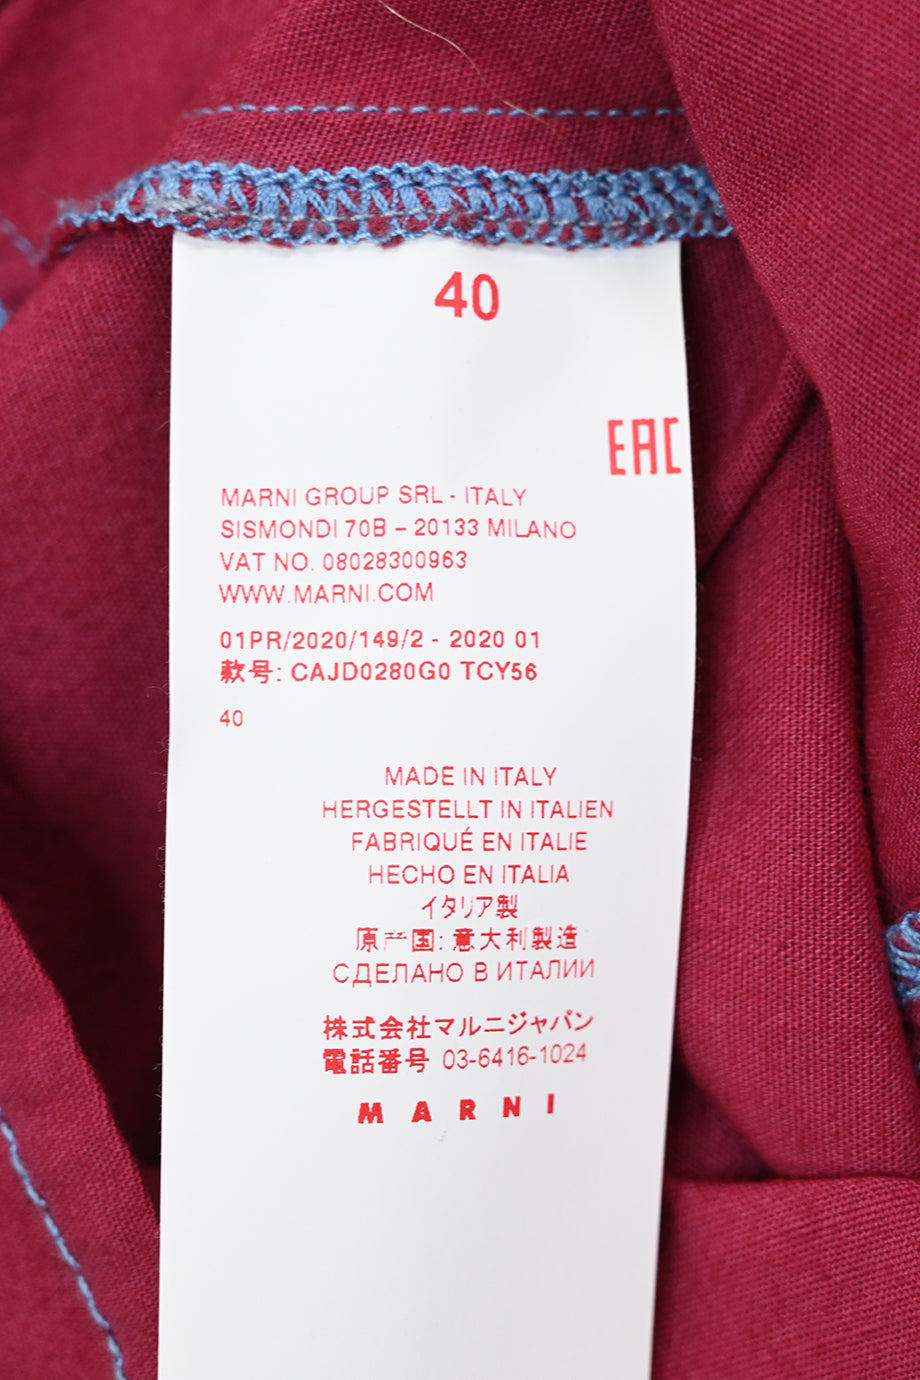 40
EAC
MARNI GROUP SRL - ITALY
SISMONDI 70B – 20133 MILANO
VAT NO. 08028300963
WWW.MARNI.COM
01PR/2020/149/2 - 2020 01
款号: CAJD0280G0 TCY56
40
MADE IN ITALY
HERGESTELLT IN ITALIEN
FABRIQUÉ EN ITALIE
HECHO EN ITALIA
イタリア製
原产国: 意大利製造
СДЕЛАНО В ИТАЛИИ
株式会社マルニジャパン
電話番号 03-6416-1024
MARNI